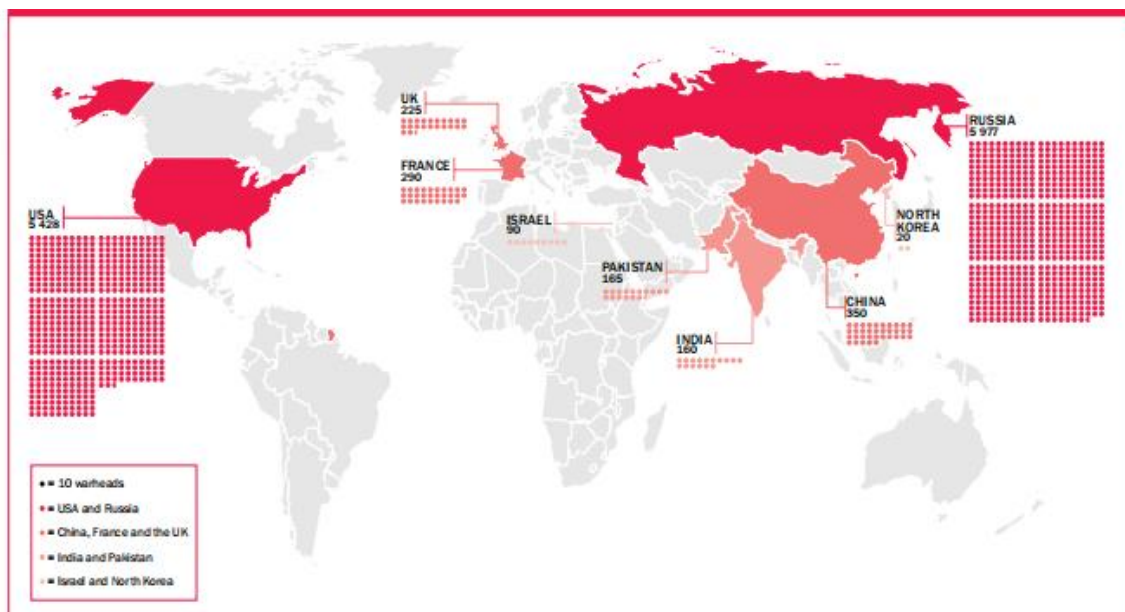 UK
225
FRANCE
290
RUSSIA
5 977
USA
5 428
ISRAEL
90
NORTH
KOREA
20
PAKISTAN
165
CHINA
350
INDIA
160
= 10 warheads
= USA and Russia
= China, France and the UK
= India and Pakistan
= Israel and North Korea